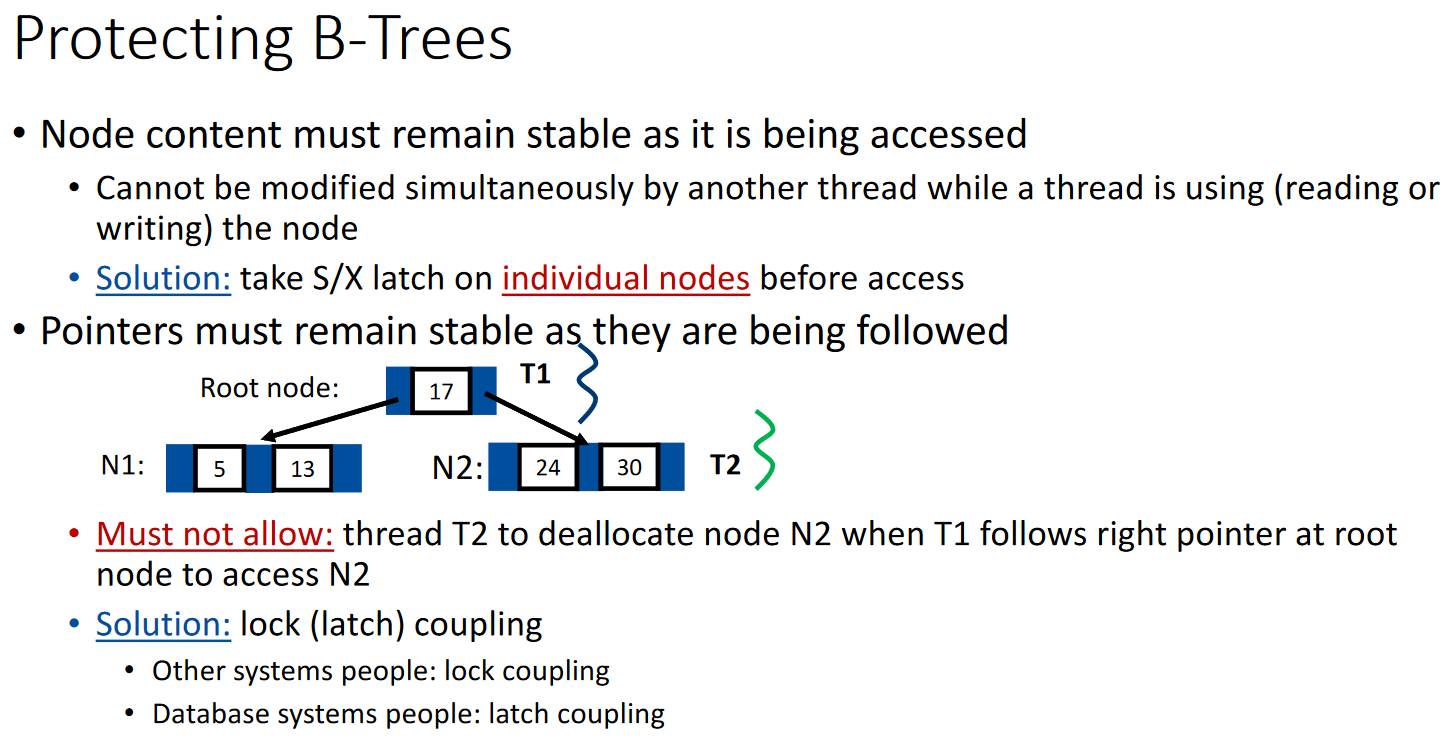 Protecting B-Trees
• Node content must remain stable as it is being accessed
• Cannot be modified simultaneously by another thread while a thread is using (reading or
writing) the node
• Solution: take S/X latch on individual nodes before access
• Pointers must remain stable as they are being followed
Root node: 17 T1
N1: 5 13 N2: 24 30 T2
• Must not allow: thread T2 to deallocate node N2 when T1 follows right pointer at root
node to access N2
• Solution: lock (latch) coupling
• Other systems people: lock coupling
• Database systems people: latch coupling